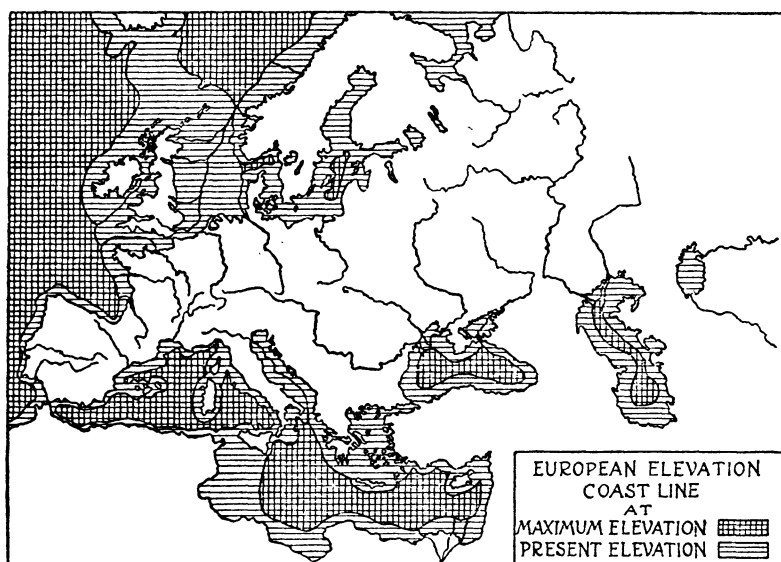 EUROPEAN ELEVATION
COAST LINE
AT
MAXIMUM ELEVATION
PRESENT ELEVATION